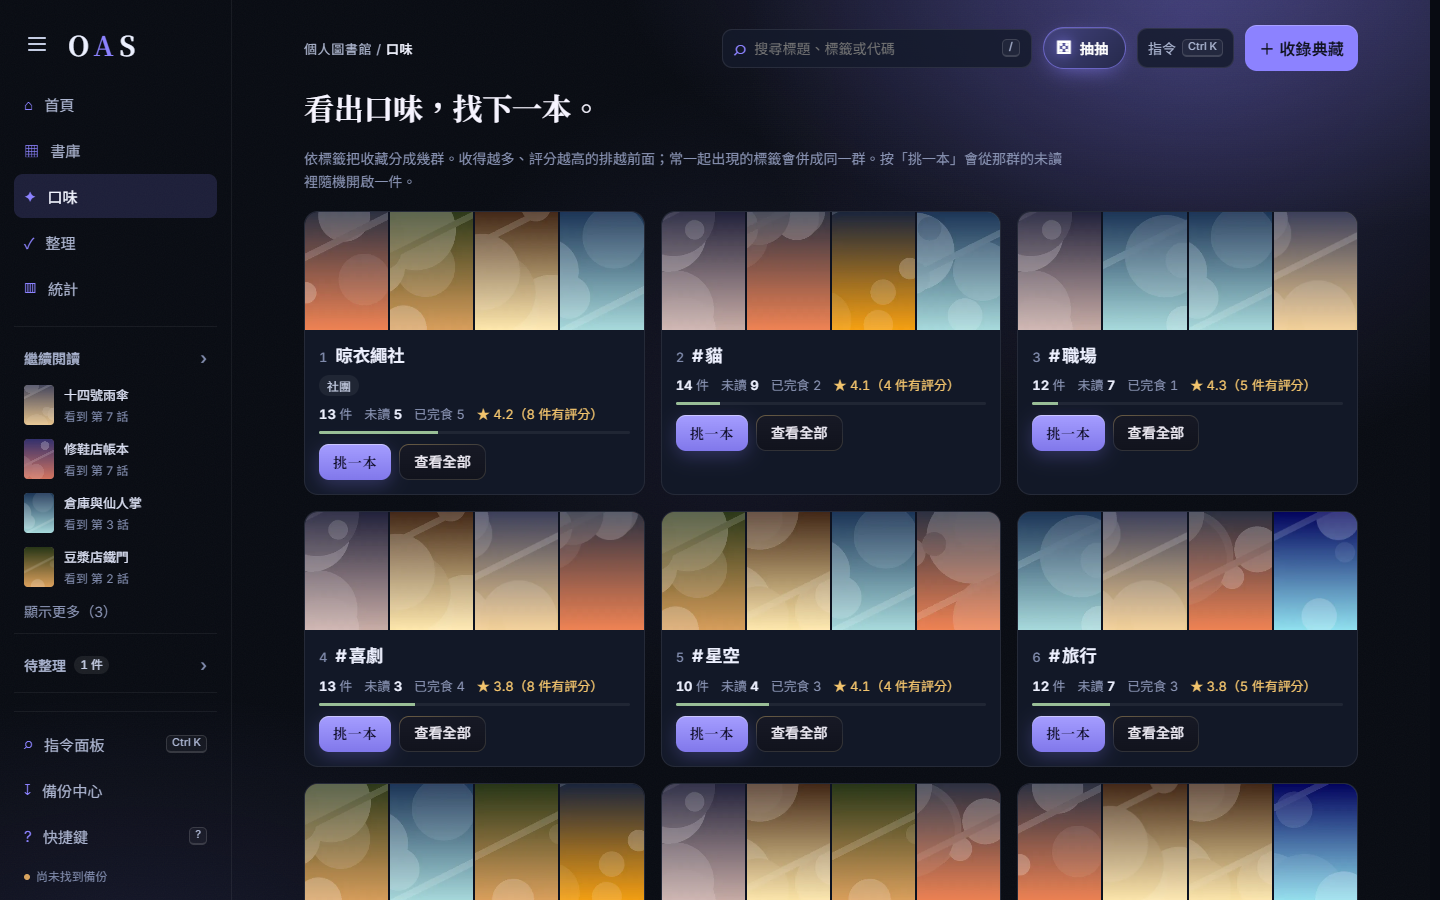 OAS
首頁
書庫
口味
整理
統計
繼續閱讀
十四號雨傘
看到 第 7 話
修鞋店帳本
看到 第 7 話
倉庫與仙人掌
看到 第 3 話
豆漿店鐵門
看到 第 2 話
顯示更多（3）
待整理 1 件
指令面板 Ctrl K
備份中心
快捷鍵 ?
尚未找到備份
個人圖書館 / 口味
搜尋標題、標籤或代碼 /
抽抽
指令 Ctrl K
＋ 收錄典藏
看出口味，找下一本。
依標籤把收藏分成幾群。收得越多、評分越高的排越前面；常一起出現的標籤會併成同一群。按「挑一本」會從那群的未讀
裡隨機開啟一件。
1 晾衣繩社
社團
13 件 未讀 5 已完食 5 ★ 4.2（8 件有評分）
挑一本 查看全部
2 #貓
14 件 未讀 9 已完食 2 ★ 4.1（4 件有評分）
挑一本 查看全部
3 #職場
12 件 未讀 7 已完食 1 ★ 4.3（5 件有評分）
挑一本 查看全部
4 #喜劇
13 件 未讀 3 已完食 4 ★ 3.8（8 件有評分）
挑一本 查看全部
5 #星空
10 件 未讀 4 已完食 3 ★ 4.1（4 件有評分）
挑一本 查看全部
6 #旅行
12 件 未讀 7 已完食 3 ★ 3.8（5 件有評分）
挑一本 查看全部